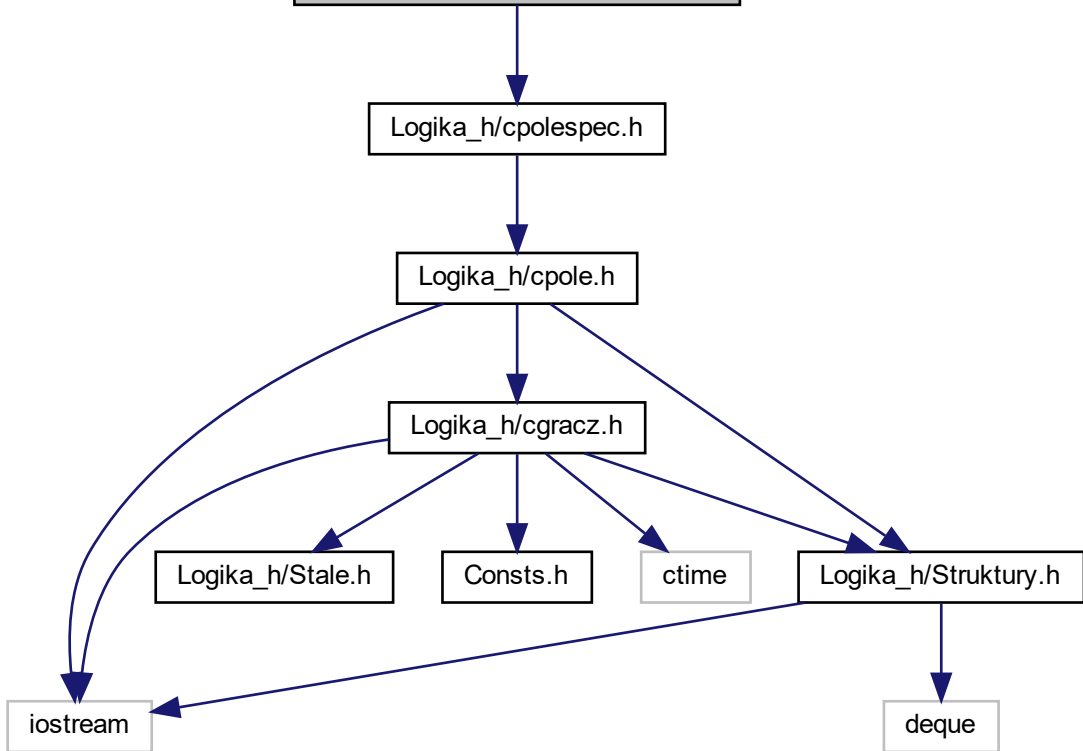 Logika_h/cpolespec.h
Logika_h/cpole.h
Logika_h/cgracz.h
Logika_h/Stale.h
Consts.h
ctime
Logika_h/Struktury.h
iostream
deque